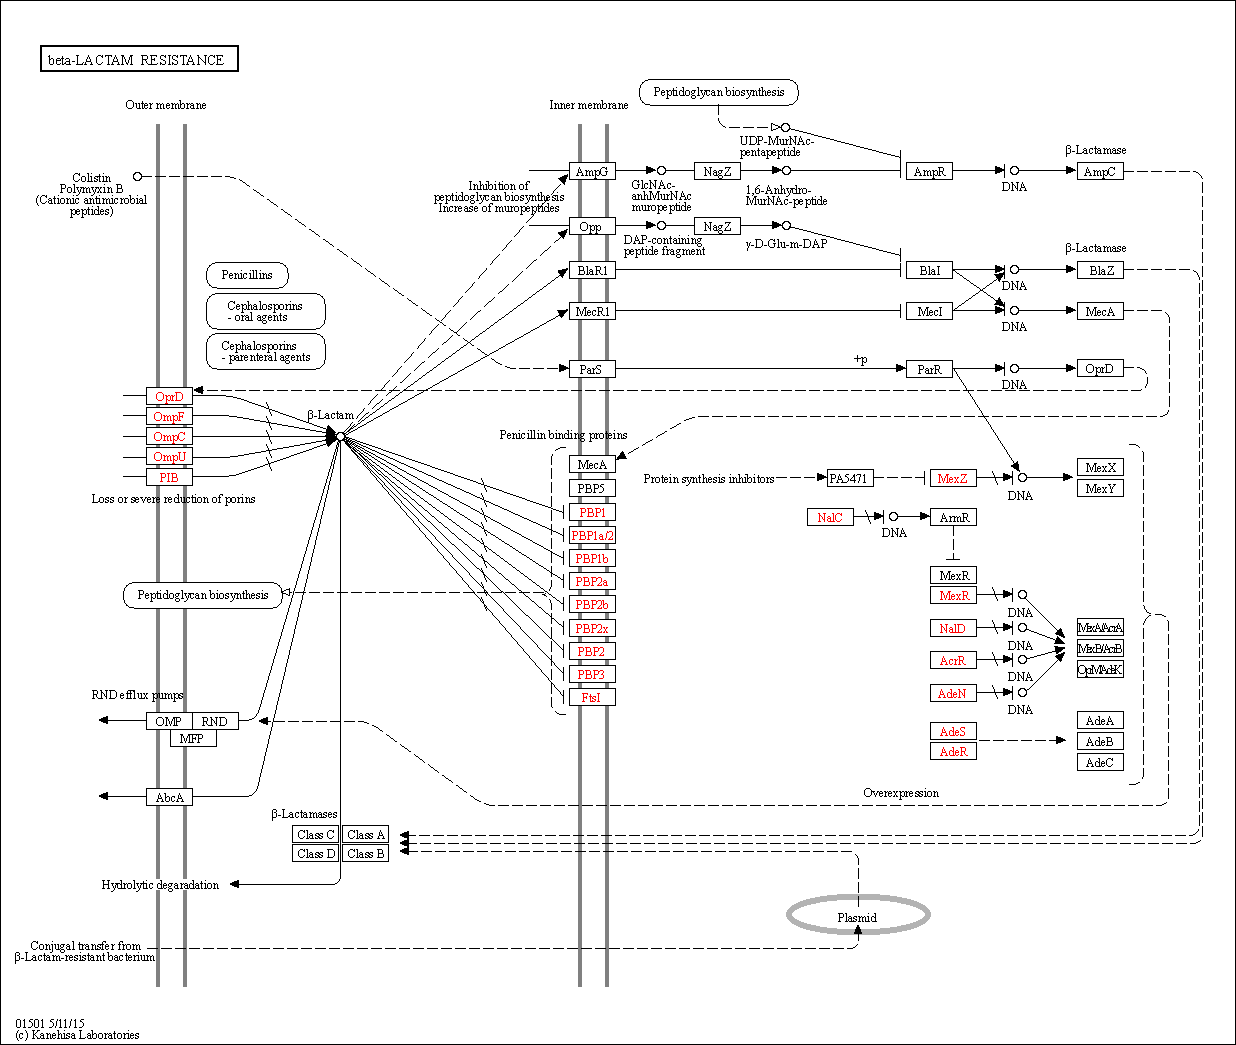 beta-LACTAM RESISTANCE
Outer membrane
Inner membrane
Peptidoglycan biosynthesis
UDP-MurNAc-
pentapeptide
β-Lactamase
Colistin
Polymyxin B
(Cationic antimicrobial
peptides)
Inhibition of
peptidoglycan biosynthesis
Increase of muropeptides
AmpG
GlcNAc-
anhMurNAc
muropeptide
NagZ
1,6-Anhydro-
MurNAc-peptide
AmpR
DNA
AmpC
Opp
DAP-containing
peptide fragment
NagZ
γ-D-Glu-m-DAP
β-Lactamase
Penicillins
Cephalosporins
- oral agents
Cephalosporins
- parenteral agents
BlaR1
BlaI
DNA
BlaZ
MecR1
MecI
DNA
MecA
ParS
+p
ParR
DNA
OprD
OprD
OmpF
OmpC
OmpU
PIB
β-Lactam
Loss or severe reduction of porins
Penicillin binding proteins
MecA
PBP5
PBP1
PBP1a/2
PBP1b
PBP2a
PBP2b
PBP2x
PBP2
PBP3
FtsI
Protein synthesis inhibitors
PA5471
MexZ
DNA
MexX
MexY
NalC
DNA
ArmR
MexR
MexR
DNA
NalD
DNA
AcrR
DNA
AdeN
DNA
MexA/AcrA
MexB/AcrB
OprM/AdeK
AdeS
AdeR
AdeA
AdeB
AdeC
Peptidoglycan biosynthesis
RND efflux pumps
OMP
RND
MFP
AbcA
Overexpression
β-Lactamases
Class C
Class A
Class D
Class B
Hydrolytic degaradation
Plasmid
Conjugal transfer from
β-Lactam-resistant bacterium
01501 5/11/15
(c) Kanehisa Laboratories